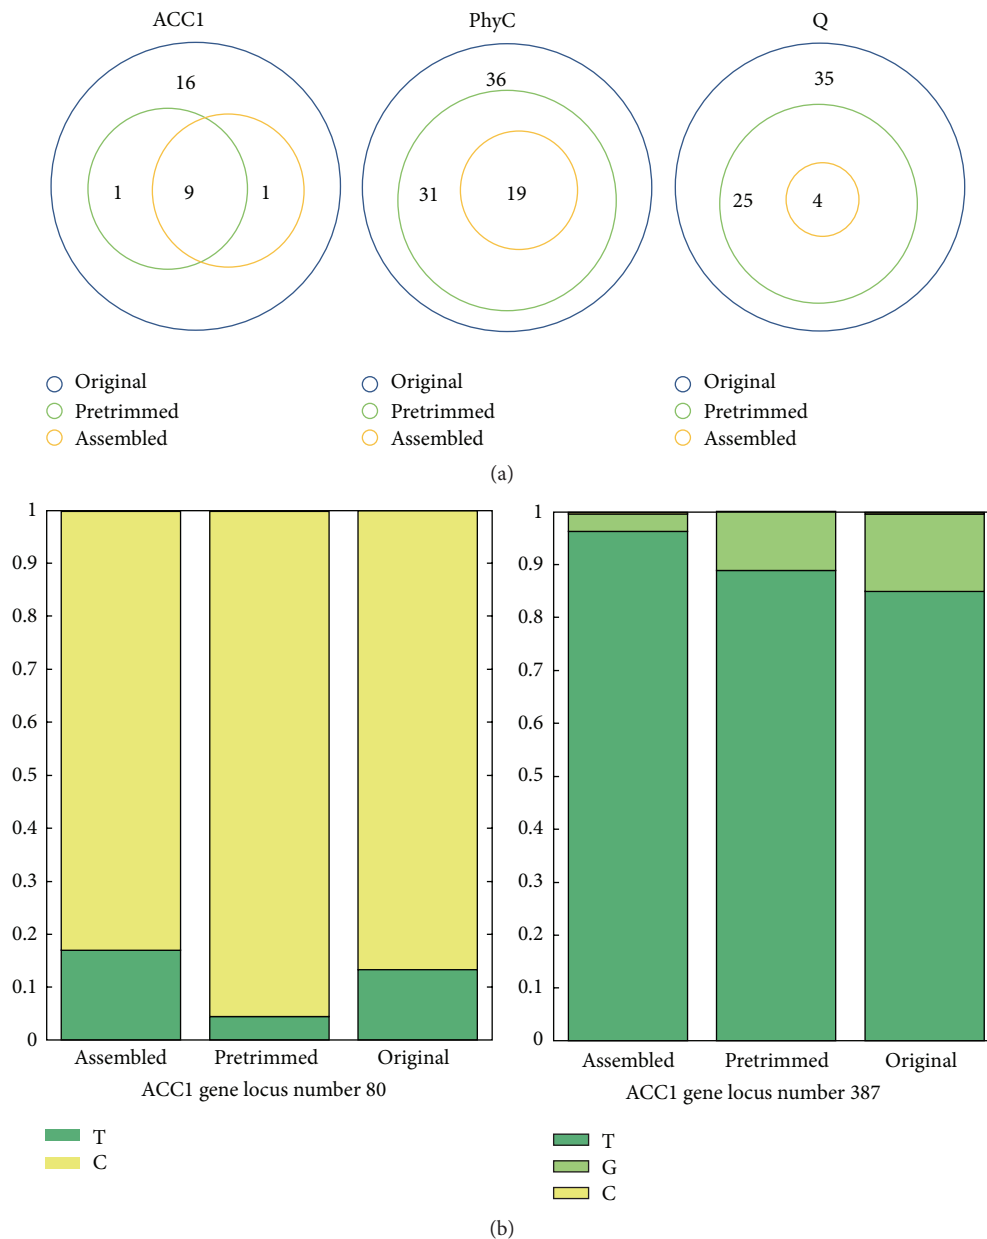 ACC1
PhyC
Q
16
1
9
1
36
31
19
35
25
4
Original
Pretrimmed
Assembled
Original
Pretrimmed
Assembled
Original
Pretrimmed
Assembled
(a)
1
0.9
0.8
0.7
0.6
0.5
0.4
0.3
0.2
0.1
0
Assembled
Pretrimmed
Original
ACC1 gene locus number 80
T
C
1
0.9
0.8
0.7
0.6
0.5
0.4
0.3
0.2
0.1
0
Assembled
Pretrimmed
Original
ACC1 gene locus number 387
T
G
C
(b)